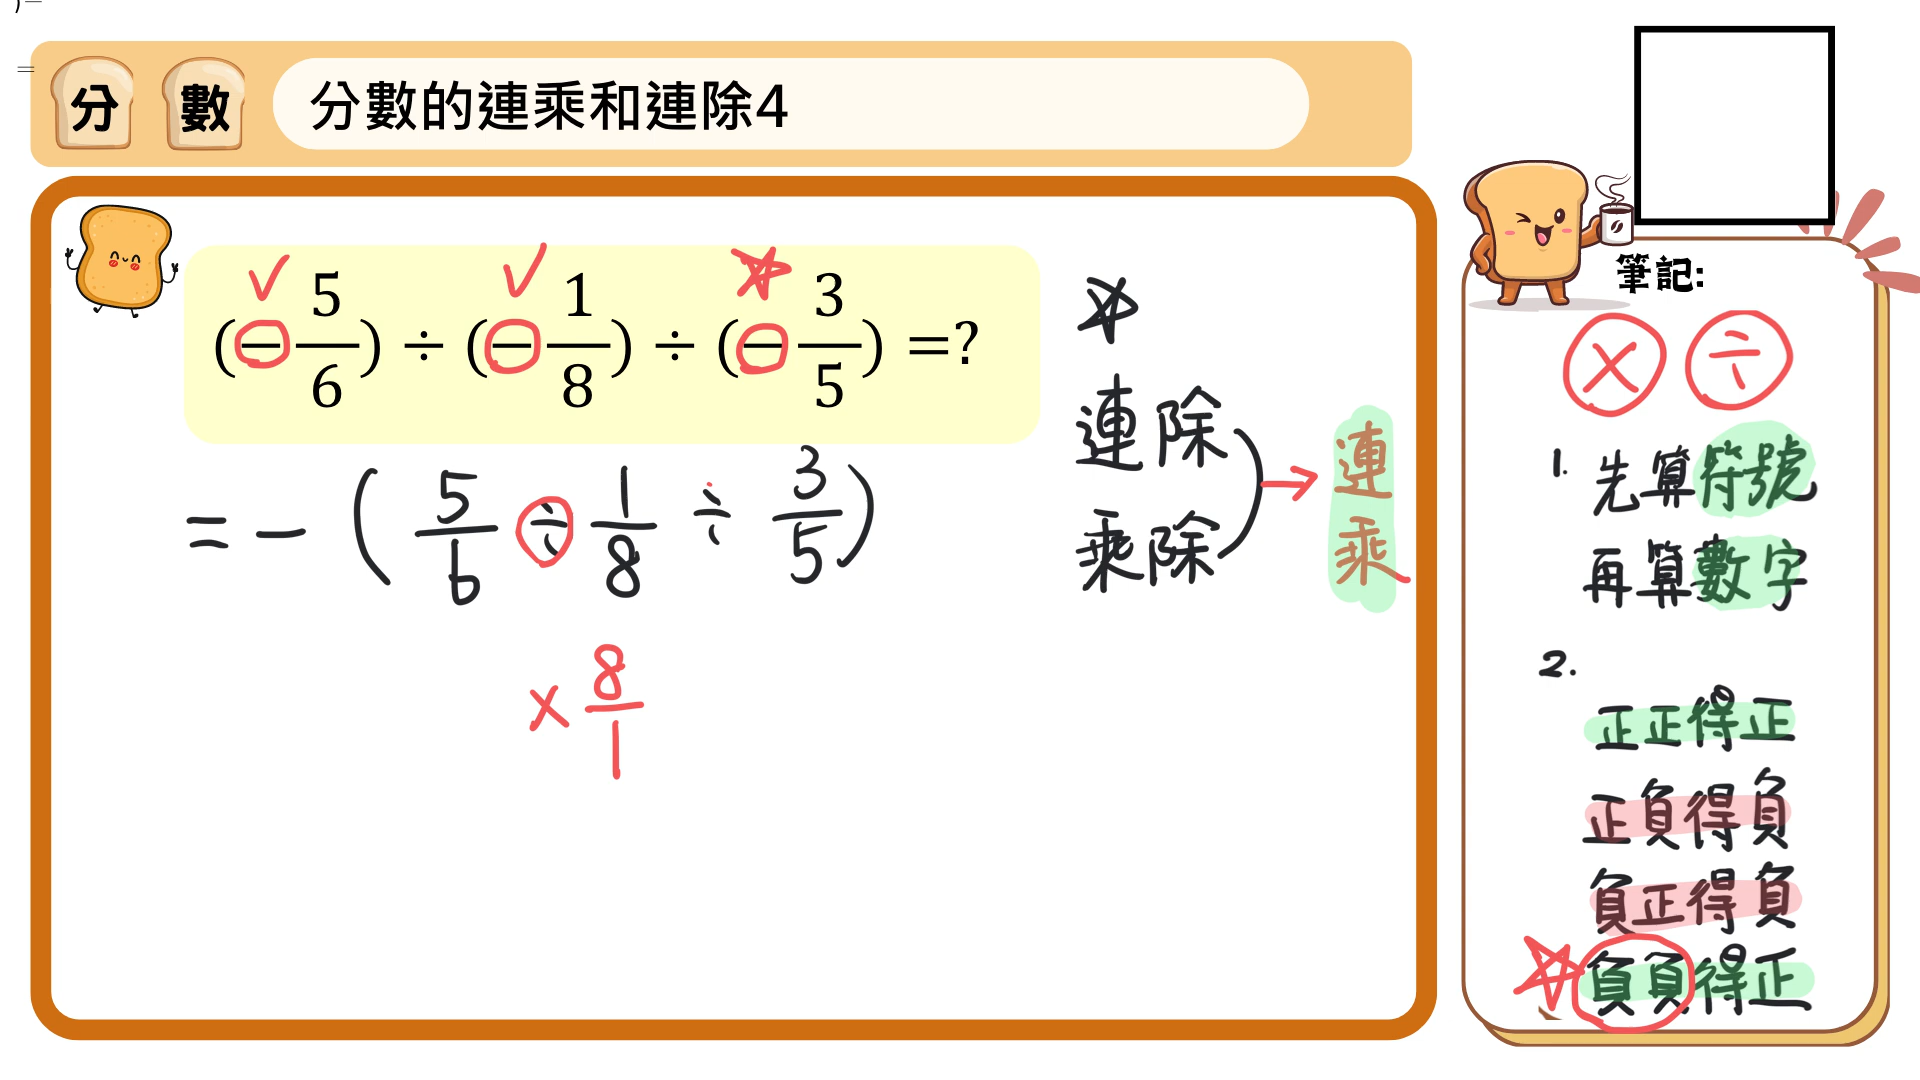 分 數 分數的連乘和連除4
(−5/6) ÷ (−1/8) ÷ (−3/5) =?
= − (5/6 ÷ 1/8 ÷ 3/5)
× 8/1
連除
乘除
→ 連乘
筆記:
× ÷
1. 先算符號
再算數字
2.
正正得正
正負得負
負正得負
負負得正